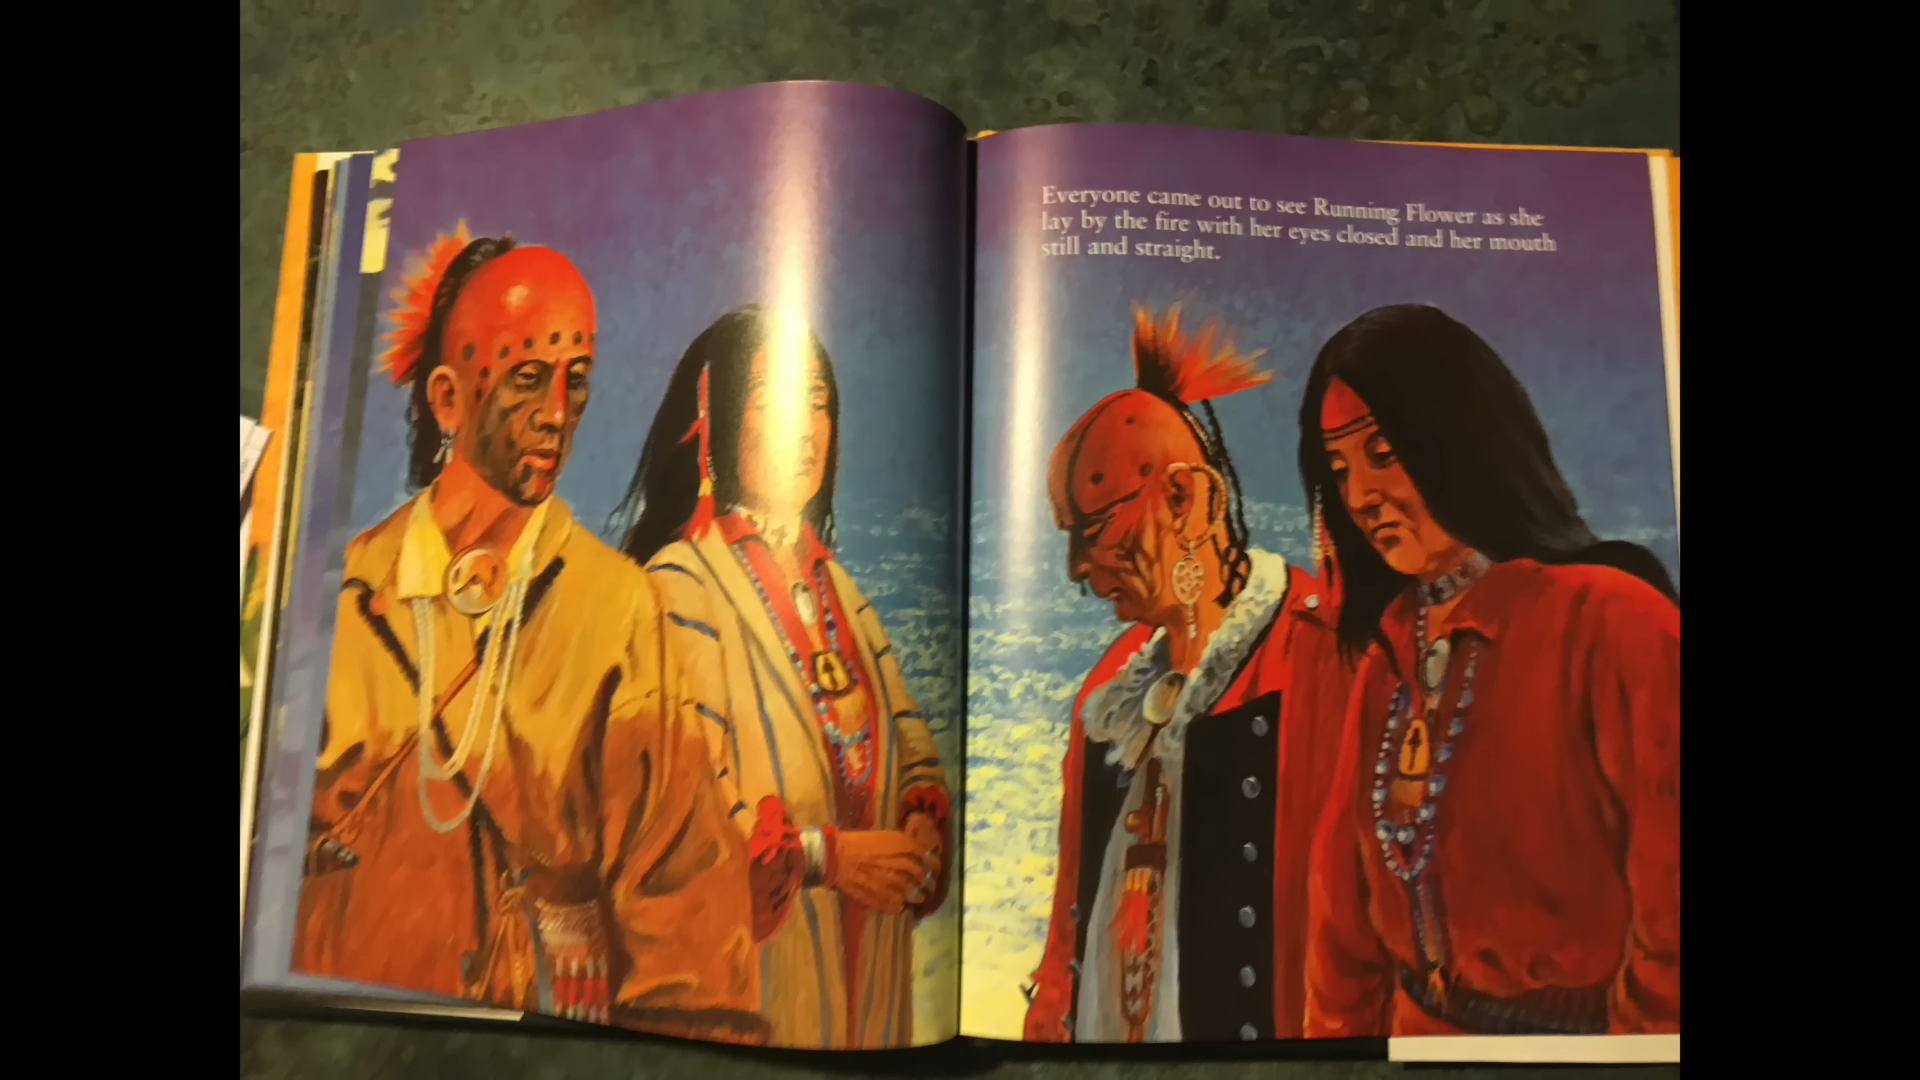 Everyone came out to see Running Flower as she
lay by the fire with her eyes closed and her mouth
still and straight.